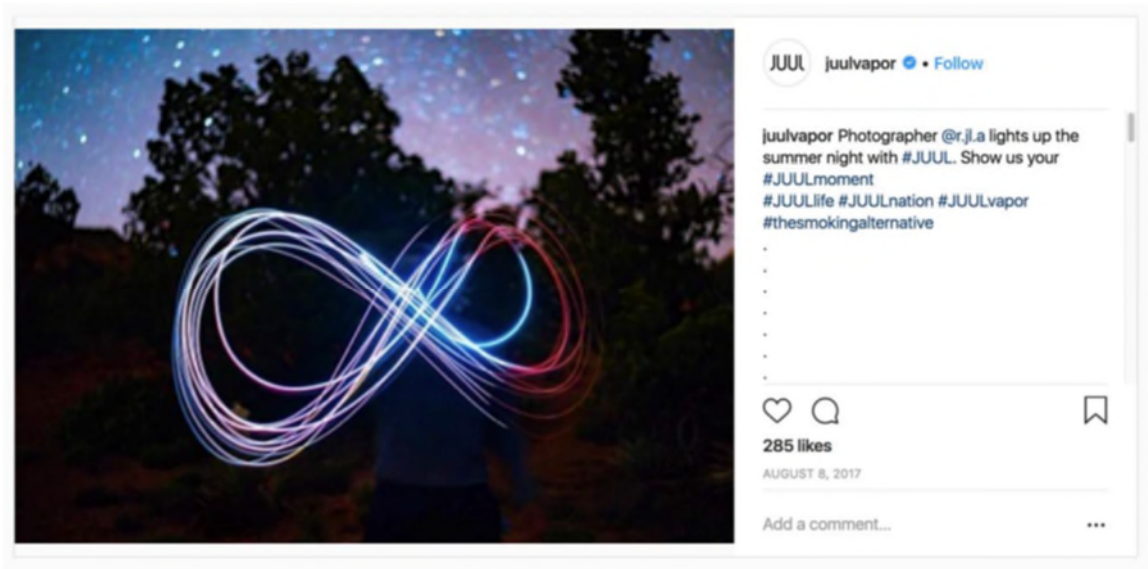 JUUL juulvapor • Follow
juulvapor Photographer @r.jl.a lights up the
summer night with #JUUL. Show us your
#JUULmoment
#JUULlife #JUULnation #JUULvapor
#thesmokingalternative
.
.
.
.
.
.
.
285 likes
AUGUST 8, 2017
Add a comment...